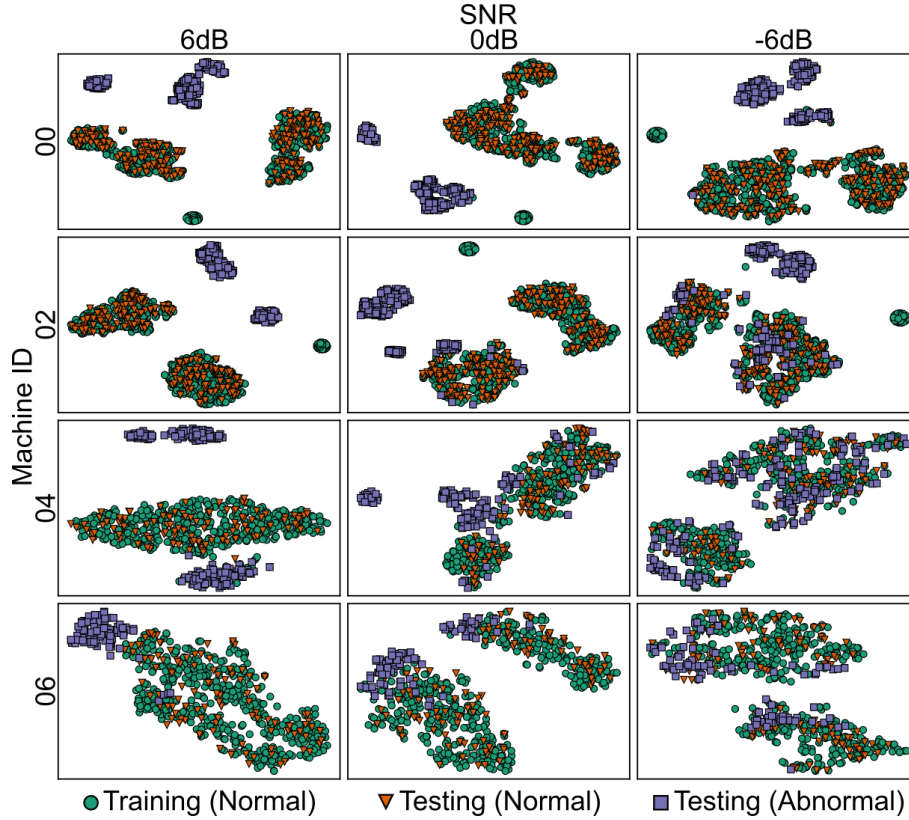 SNR
6dB 0dB -6dB
Machine ID
00
02
04
06
Training (Normal) Testing (Normal) Testing (Abnormal)